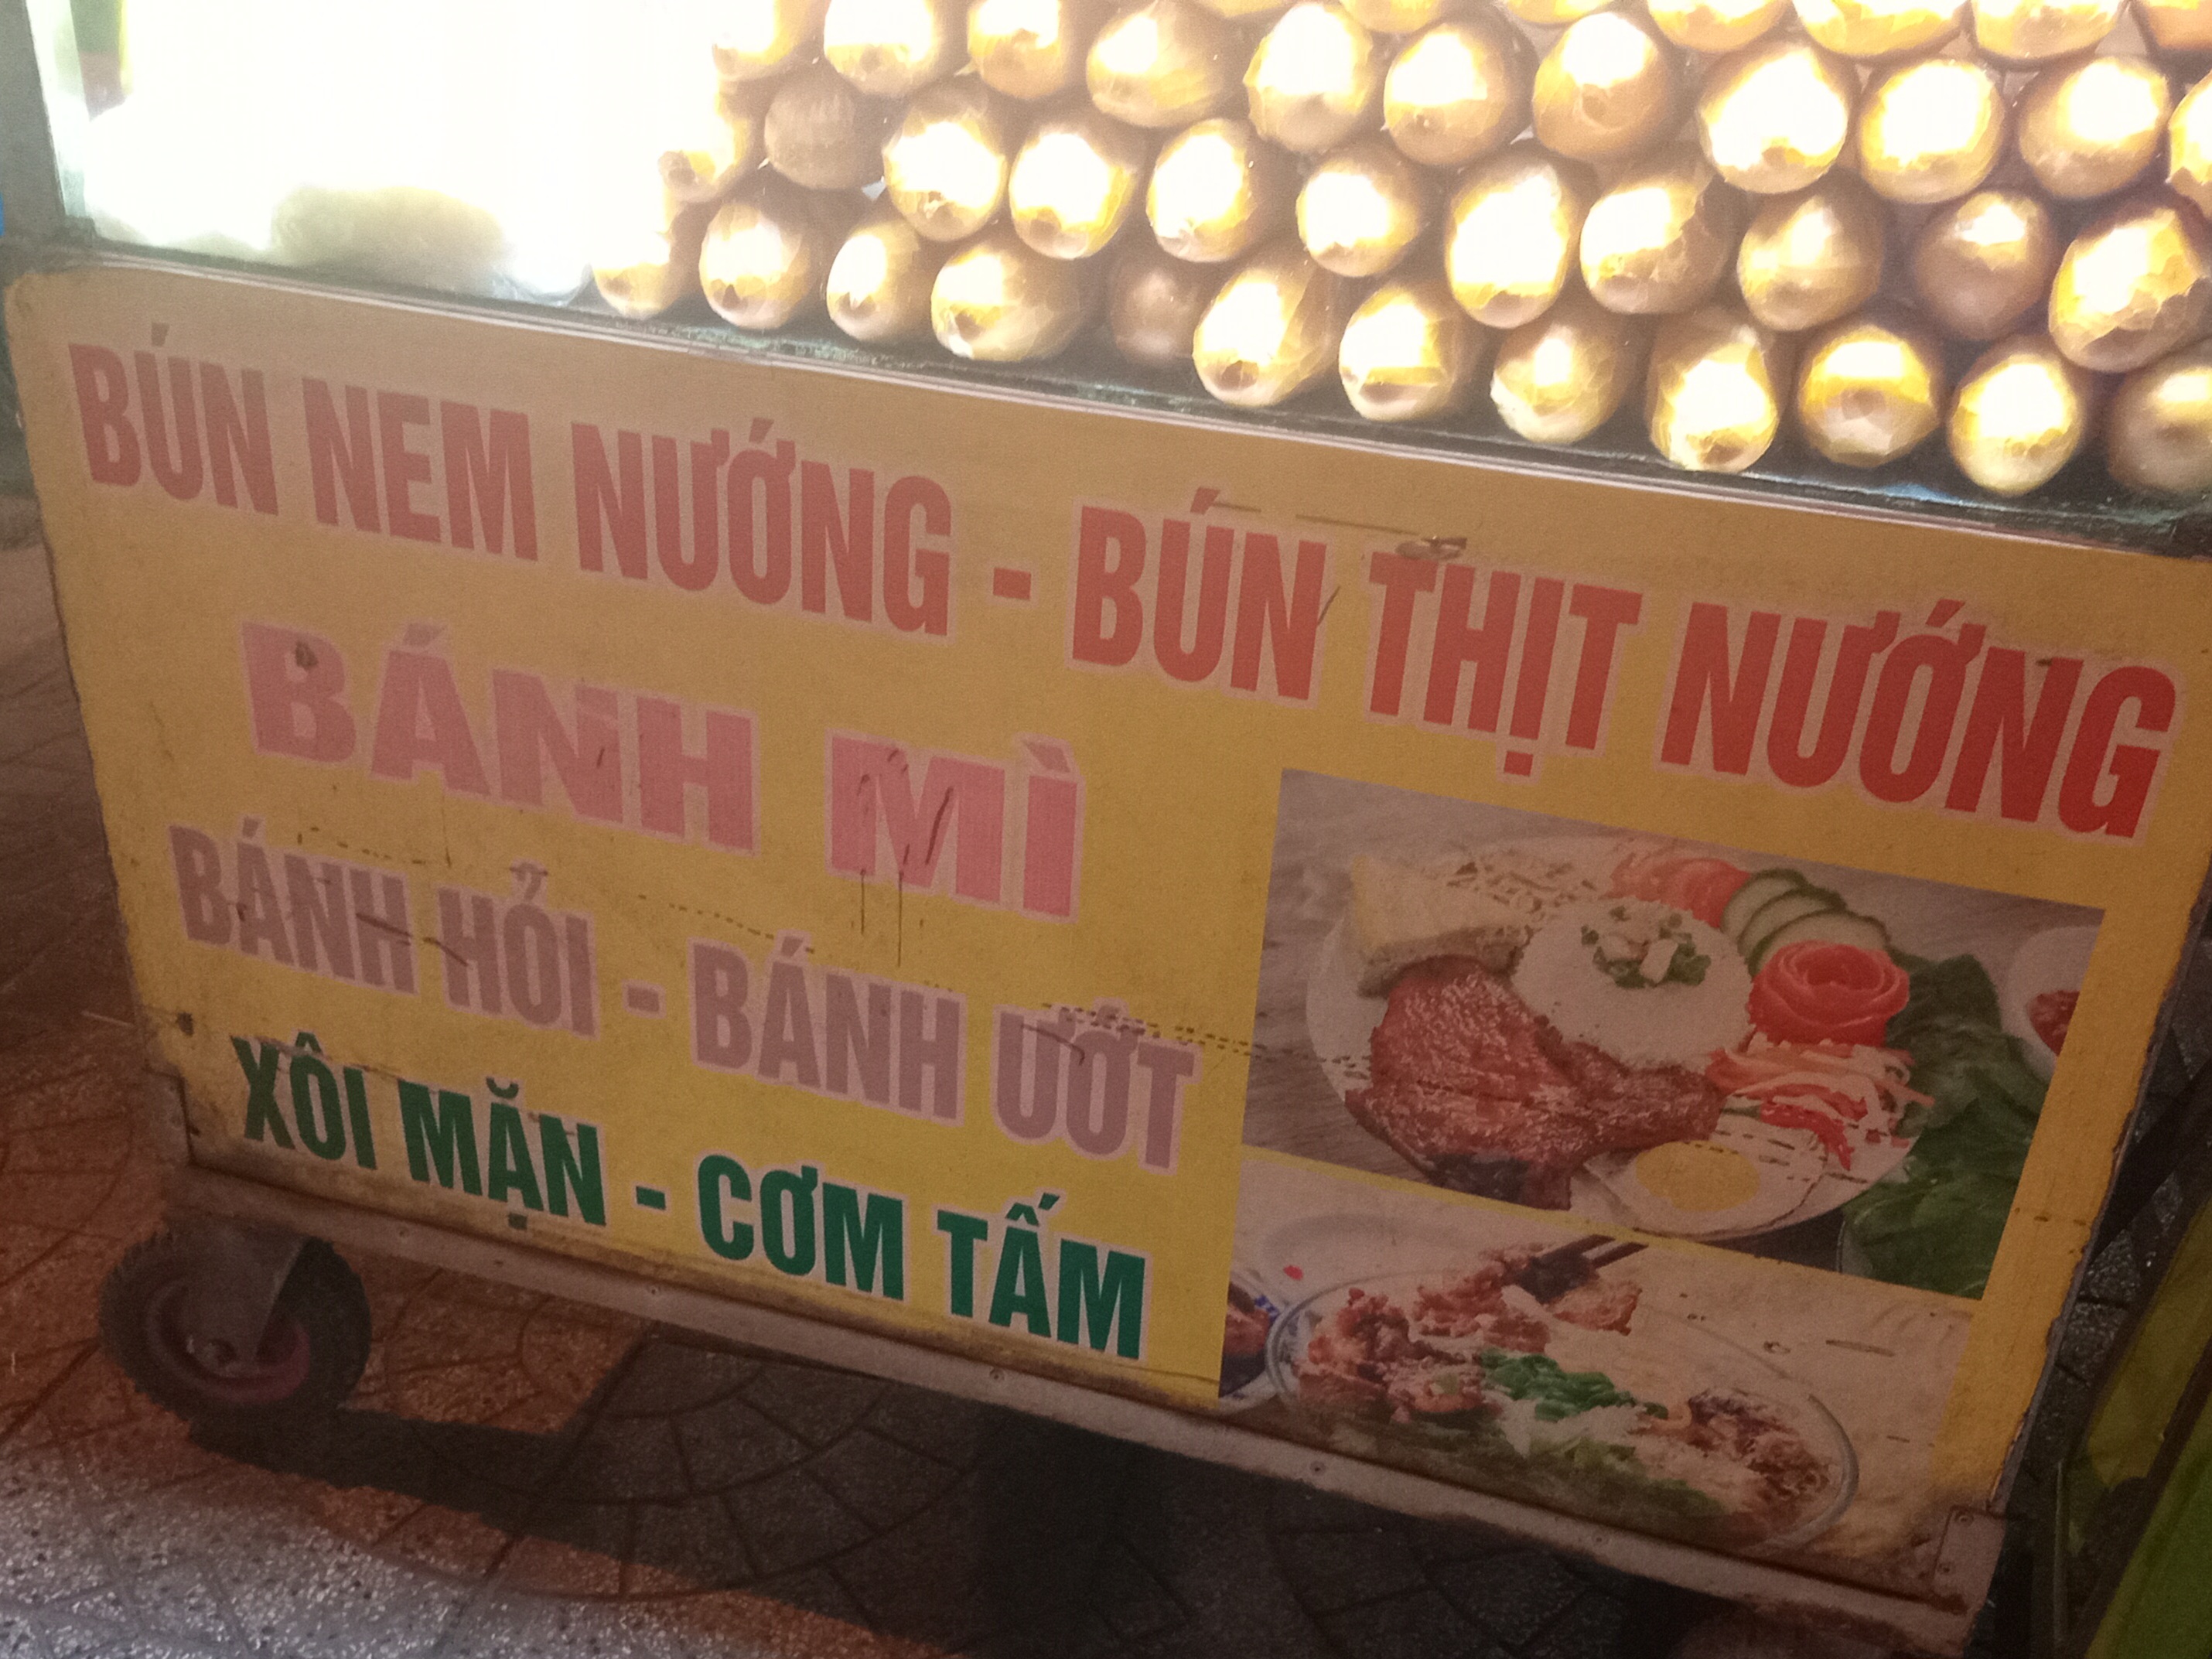 BÚN NEM NƯỚNG - BÚN THỊT NƯỚNG
BÁNH MÌ
BÁNH HỎI - BÁNH ƯỚT
XÔI MẶN - CƠM TẤM